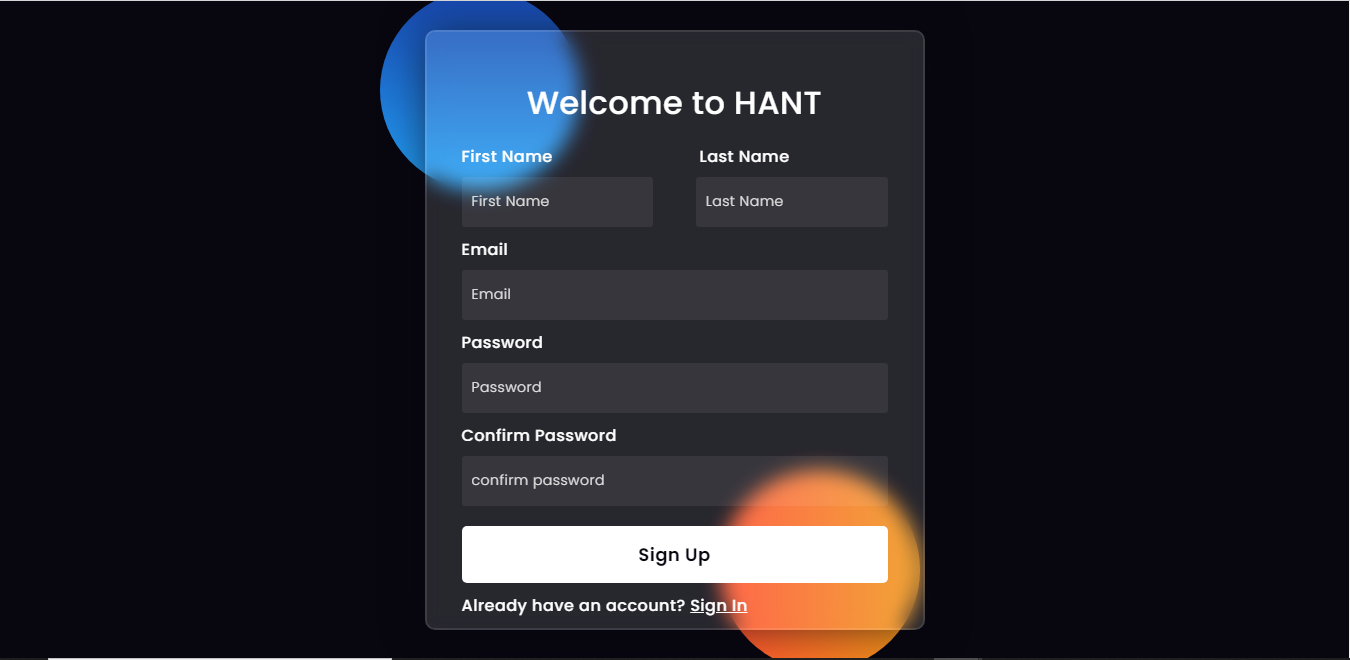 Welcome to HANT
First Name Last Name
First Name Last Name
Email
Email
Password
Password
Confirm Password
confirm password
Sign Up
Already have an account? Sign In